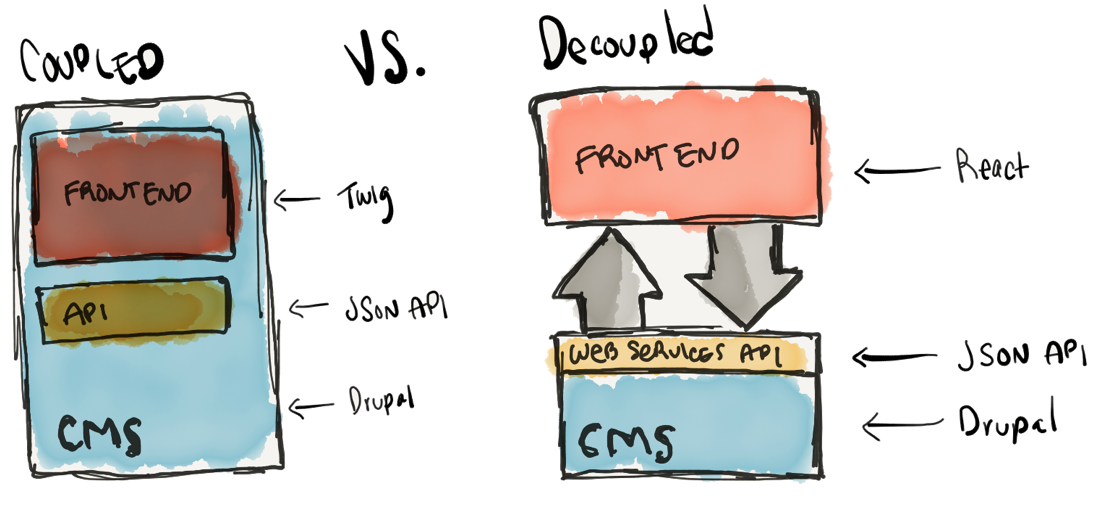 COUPLED
VS.
Decoupled
FRONTEND
Twig
API
JSON API
CMS
Drupal
FRONTEND
React
WEB SERVICES API
JSON API
CMS
Drupal